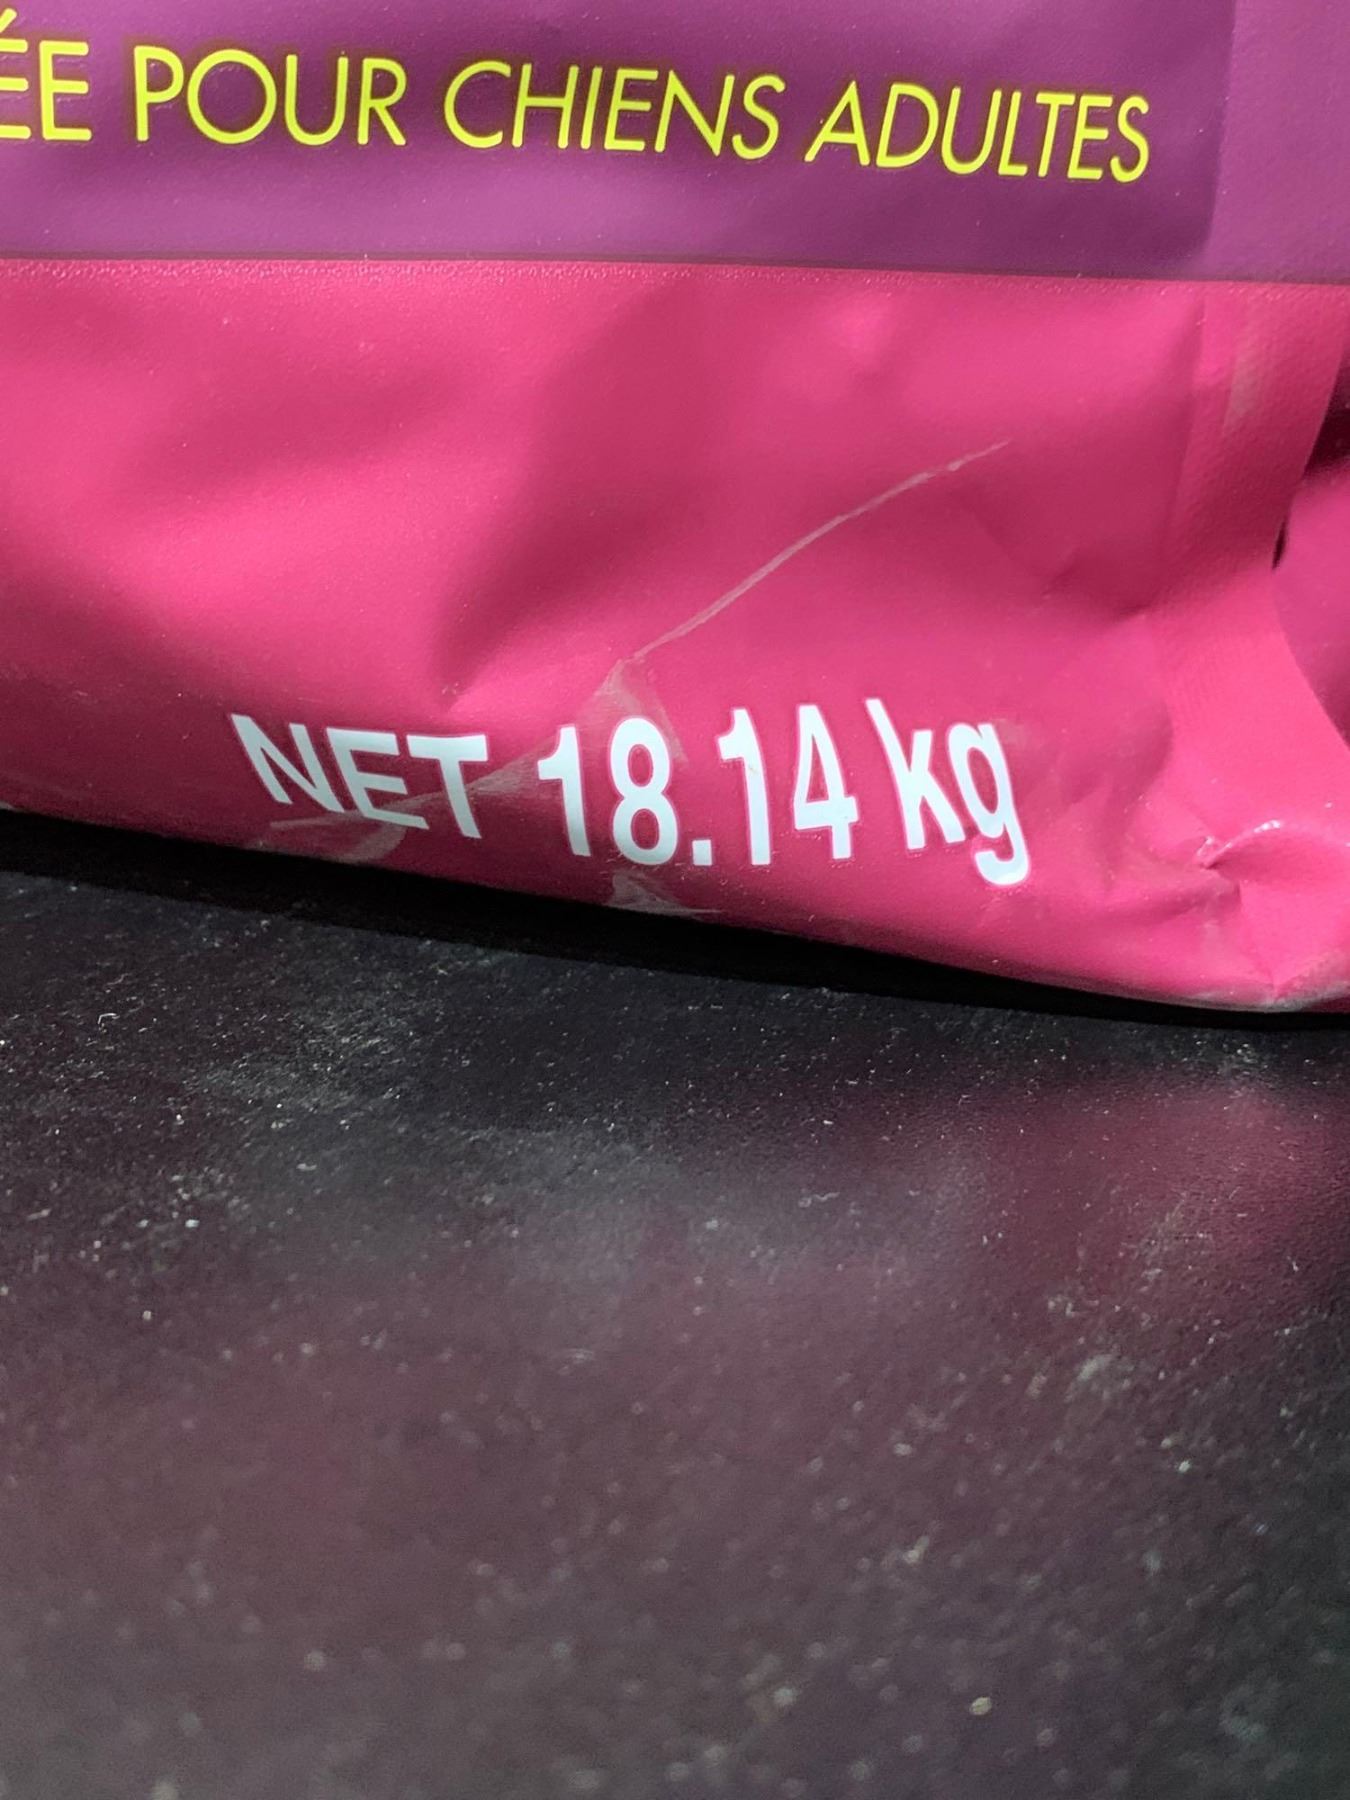 ÉE POUR CHIENS ADULTES
NET 18.14 kg